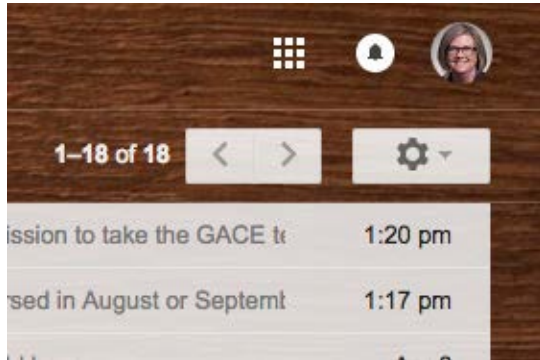 1–18 of 18
ission to take the GACE te 1:20 pm
rsed in August or Septemb 1:17 pm